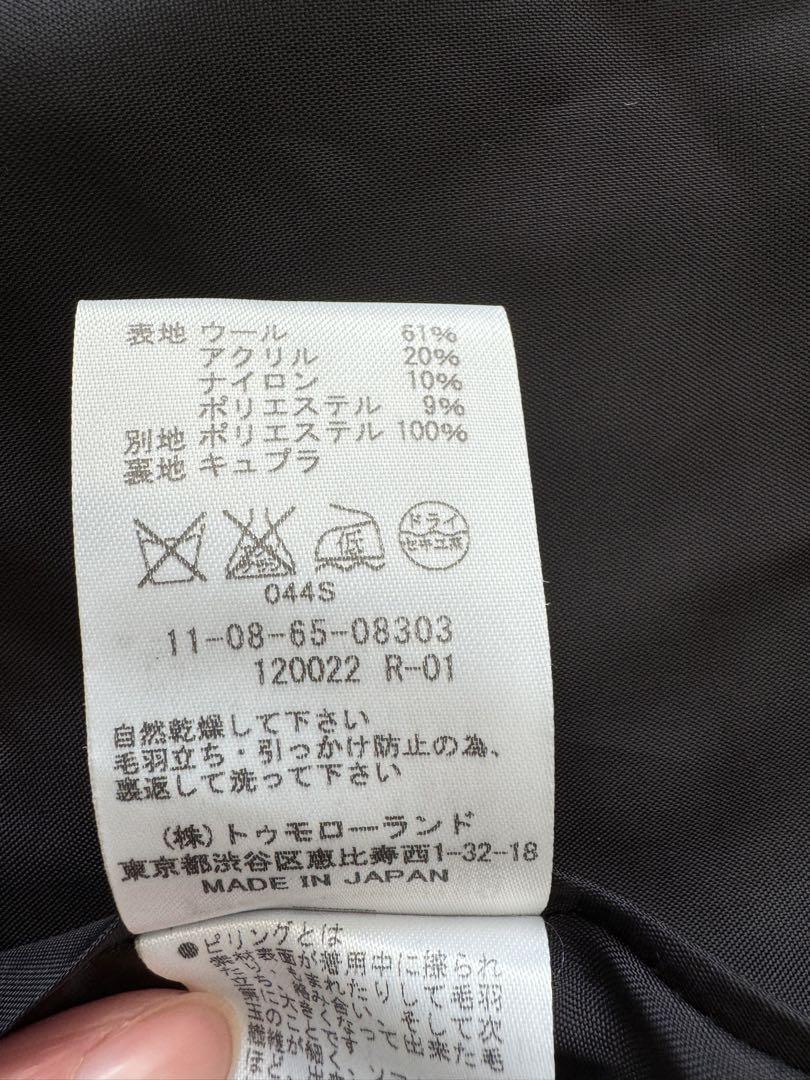 表地 ウール 61%
アクリル 20%
ナイロン 10%
ポリエステル 9%
別地 ポリエステル 100%
裏地 キュプラ
低
ドライ
セキユ系
044S
11-08-65-08303
120022 R-01
自然乾燥して下さい
毛羽立ち・引っかけ防止の為、
裏返して洗って下さい
(株)トゥモローランド
東京都渋谷区恵比寿西1-32-18
MADE IN JAPAN
●ピリングとは